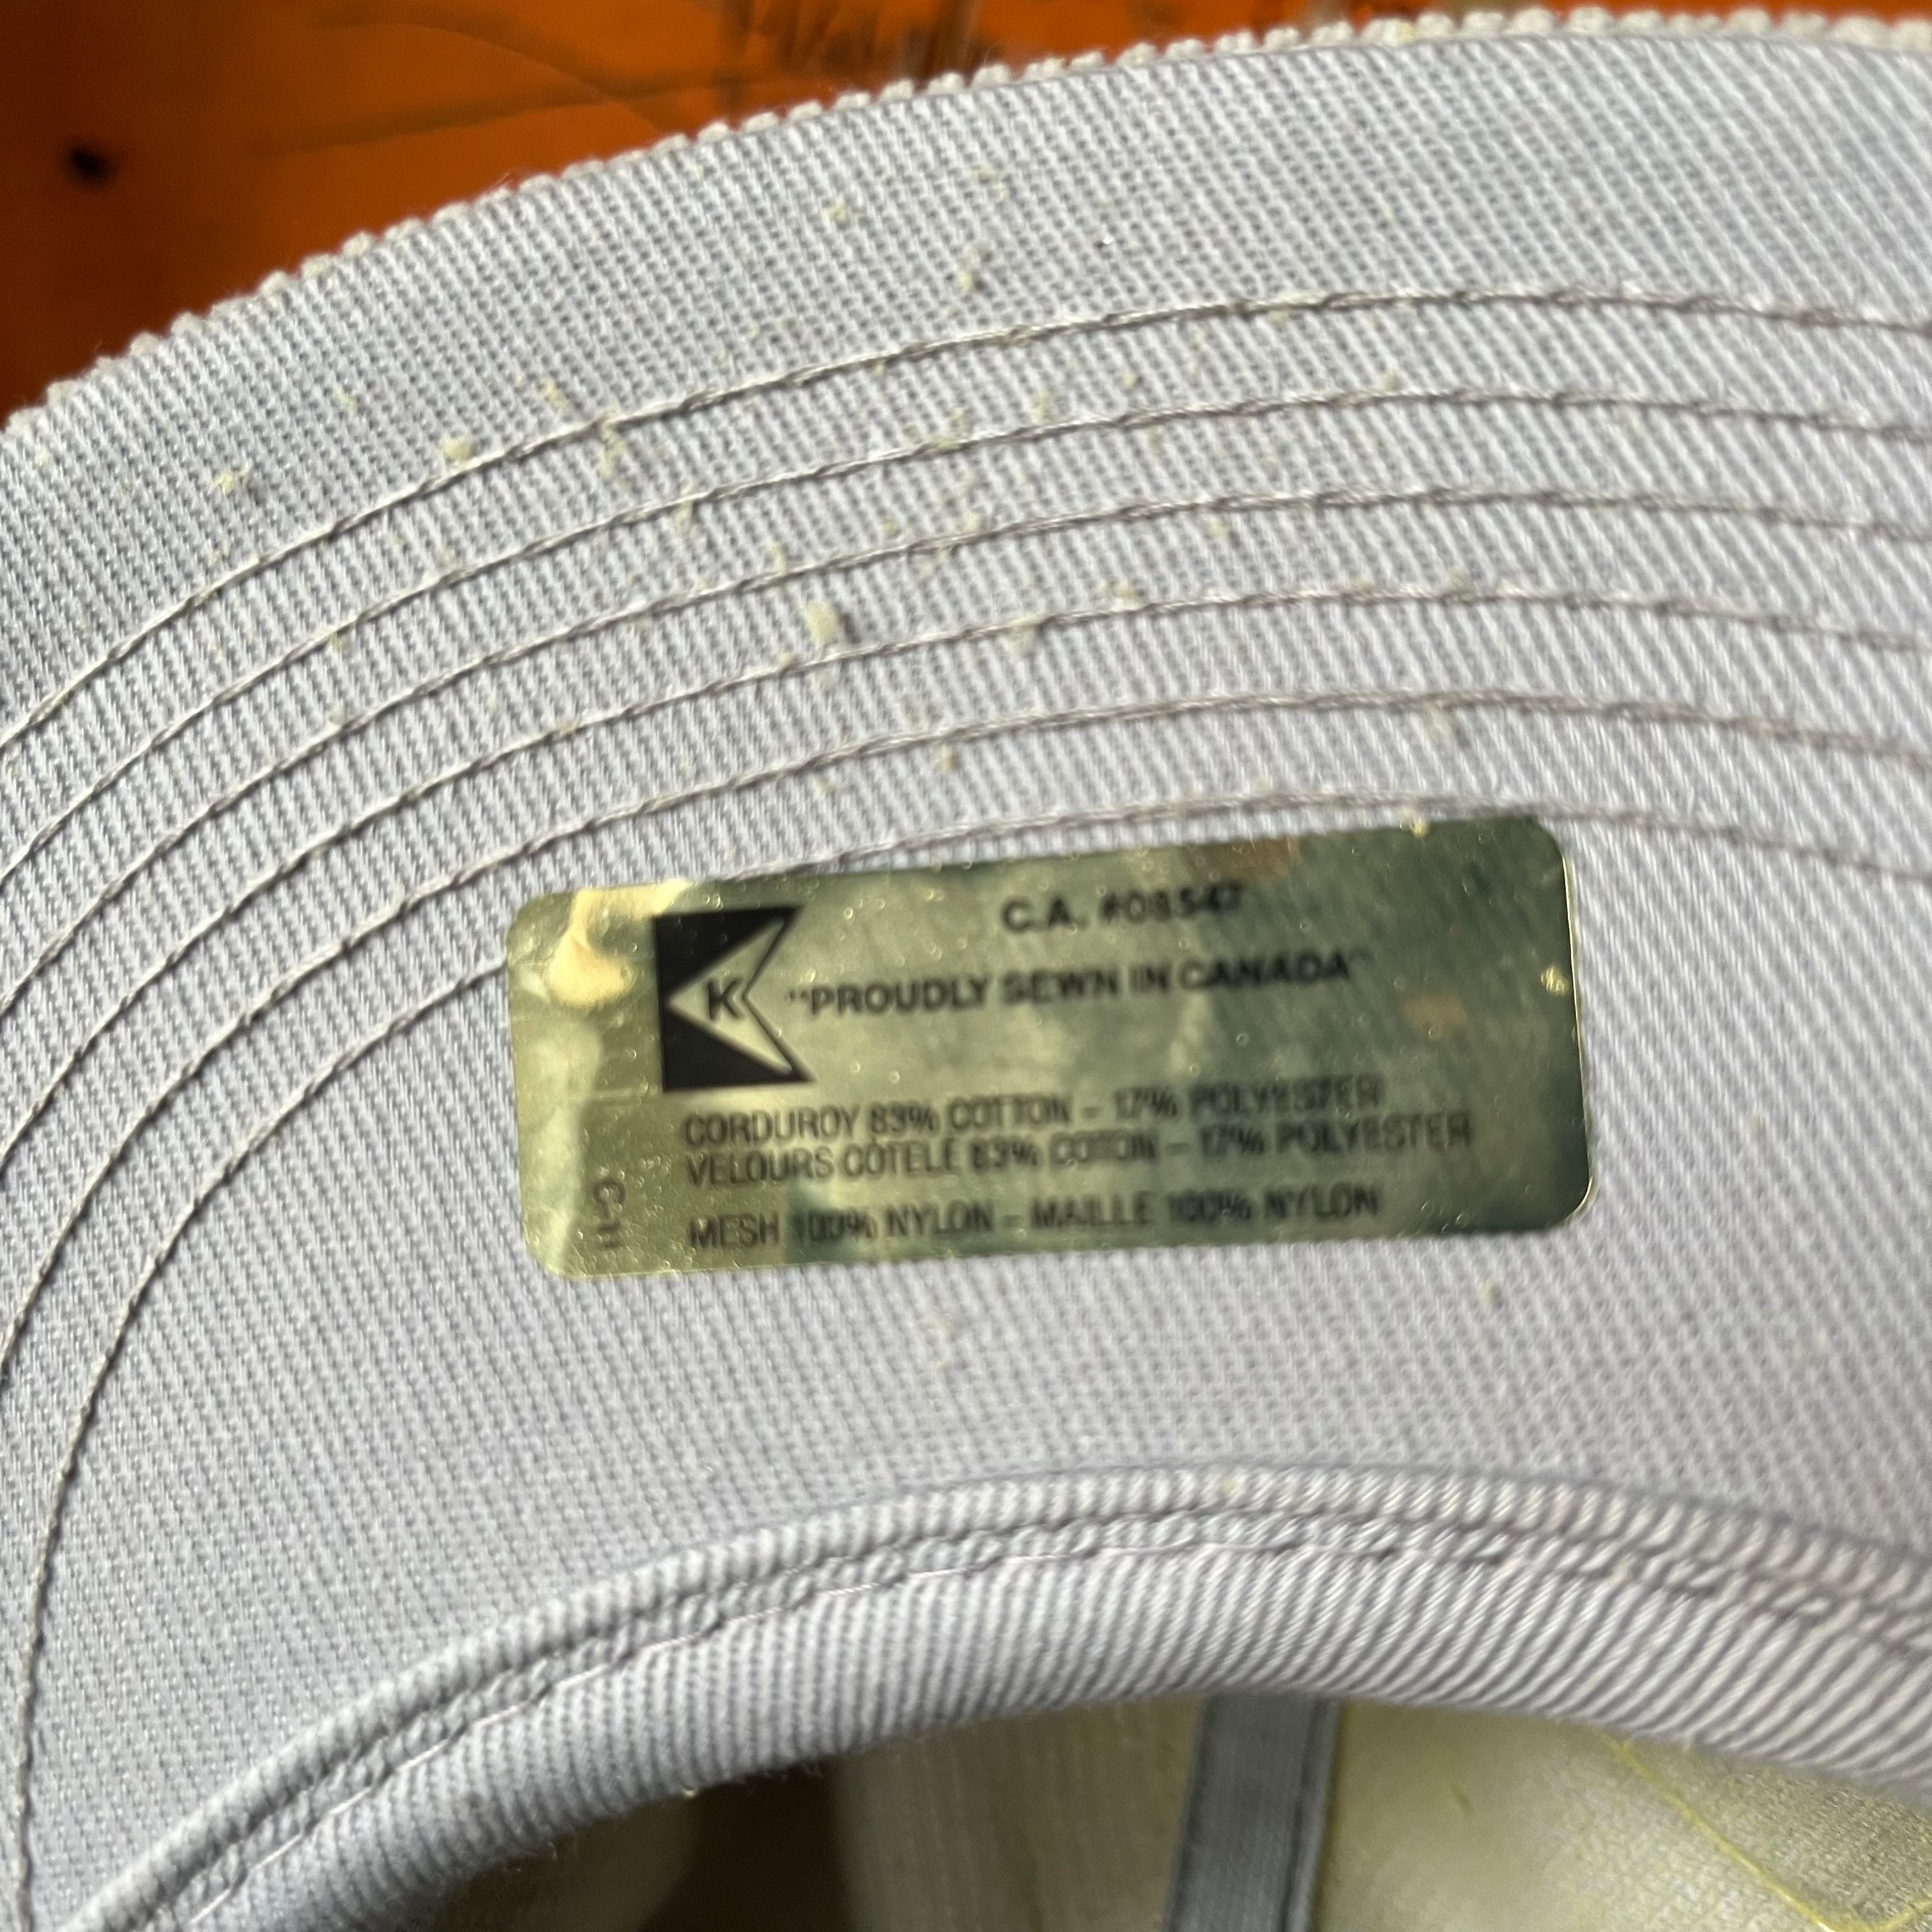 C.A. #08547
K
"PROUDLY SEWN IN CANADA"
CORDUROY 83% COTTON - 17% POLYESTER
VELOURS CÔTELÉ 83% COTON - 17% POLYESTER
MESH 100% NYLON - MAILLE 100% NYLON
C-11